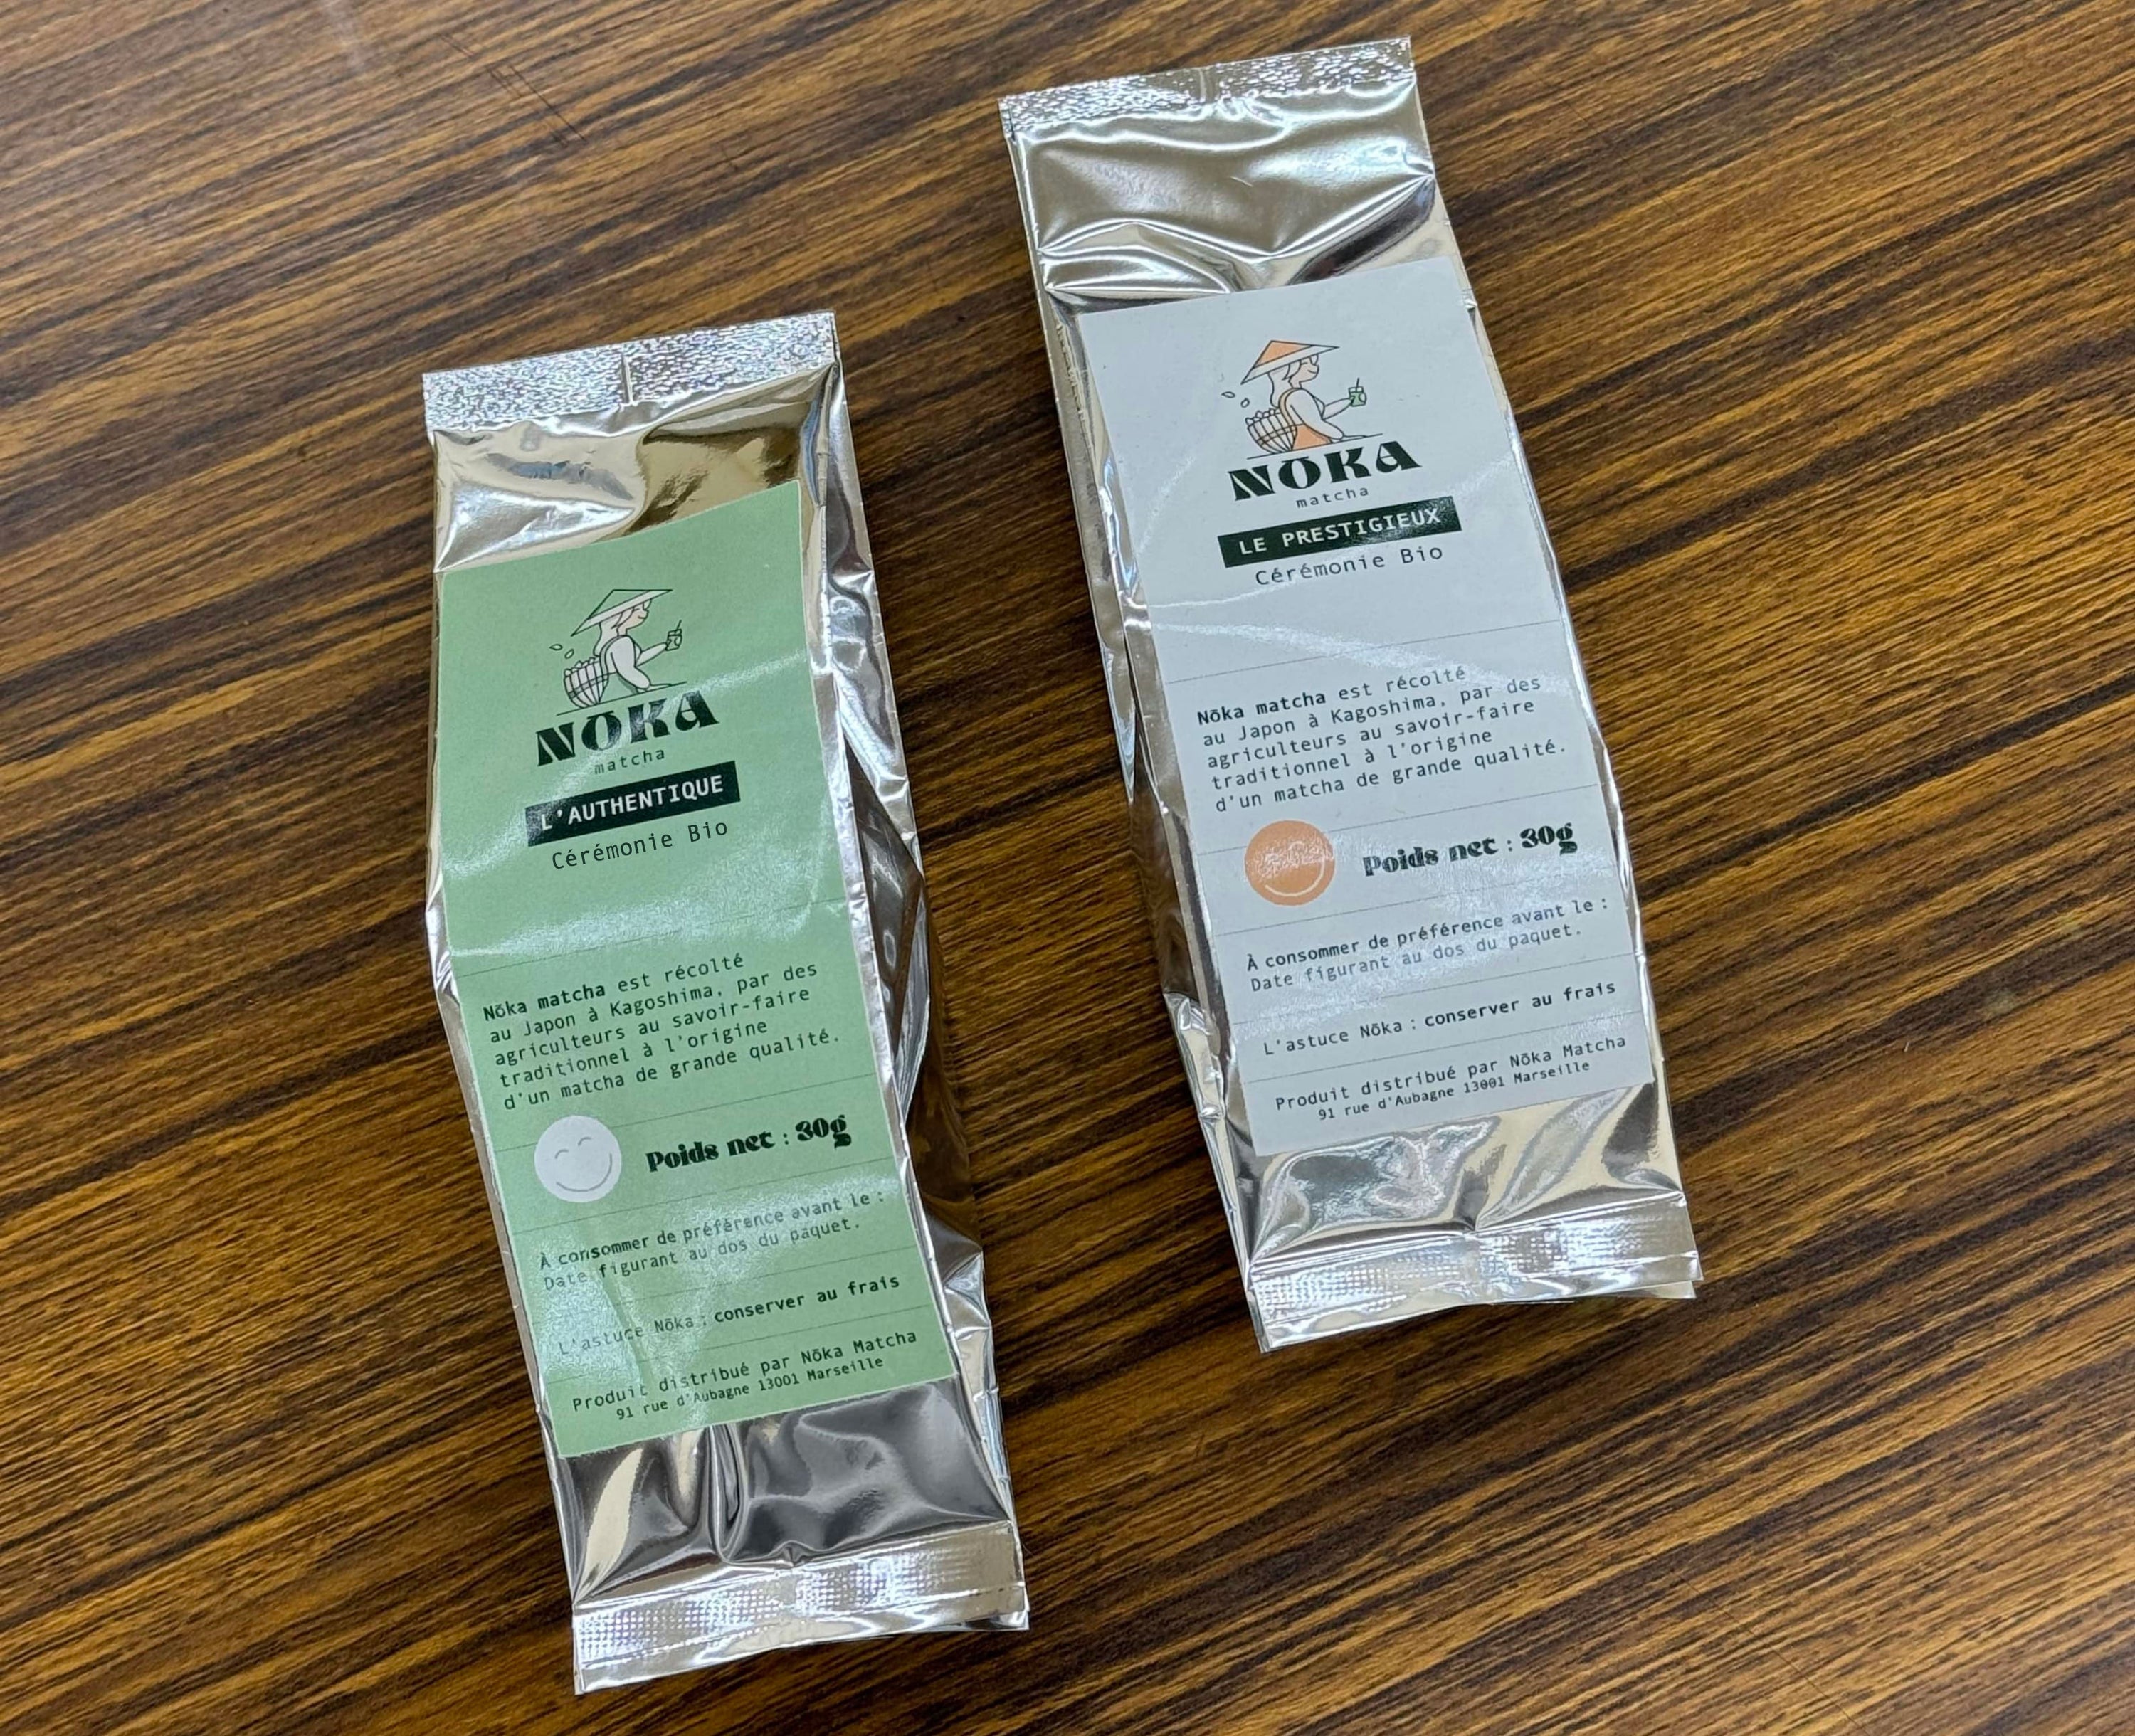 NŌKA
matcha
L'AUTHENTIQUE
Cérémonie Bio
Nōka matcha est récolté
au Japon à Kagoshima, par des
agriculteurs au savoir-faire
traditionnel à l'origine
d'un matcha de grande qualité.
Poids net : 30g
À consommer de préférence avant le :
Date figurant au dos du paquet.
L'astuce Nōka : conserver au frais
Produit distribué par Nōka Matcha
91 rue d'Aubagne 13001 Marseille
NŌKA
matcha
LE PRESTIGIEUX
Cérémonie Bio
Nōka matcha est récolté
au Japon à Kagoshima, par des
agriculteurs au savoir-faire
traditionnel à l'origine
d'un matcha de grande qualité.
Poids net : 30g
À consommer de préférence avant le :
Date figurant au dos du paquet.
L'astuce Nōka : conserver au frais
Produit distribué par Nōka Matcha
91 rue d'Aubagne 13001 Marseille